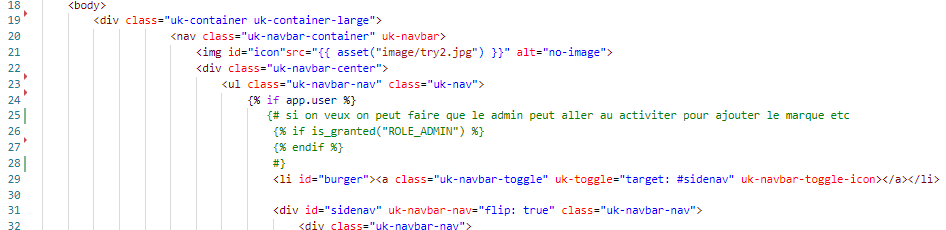 18 <body>
19 <div class="uk-container uk-container-large">
20 <nav class="uk-navbar-container" uk-navbar>
21 <img id="icon"src="{{ asset("image/try2.jpg") }}" alt="no-image">
22 <div class="uk-navbar-center">
23 <ul class="uk-navbar-nav" class="uk-nav">
24 {% if app.user %}
25 {# si on veux on peut faire que le admin peut aller au activiter pour ajouter le marque etc
26 {% if is_granted("ROLE_ADMIN") %}
27 {% endif %}
28 #}
29 <li id="burger"><a class="uk-navbar-toggle" uk-toggle="target: #sidenav" uk-navbar-toggle-icon></a></li>
30
31 <div id="sidenav" uk-navbar-nav="flip: true" class="uk-navbar-nav">
32 <div class="uk-navbar-nav">